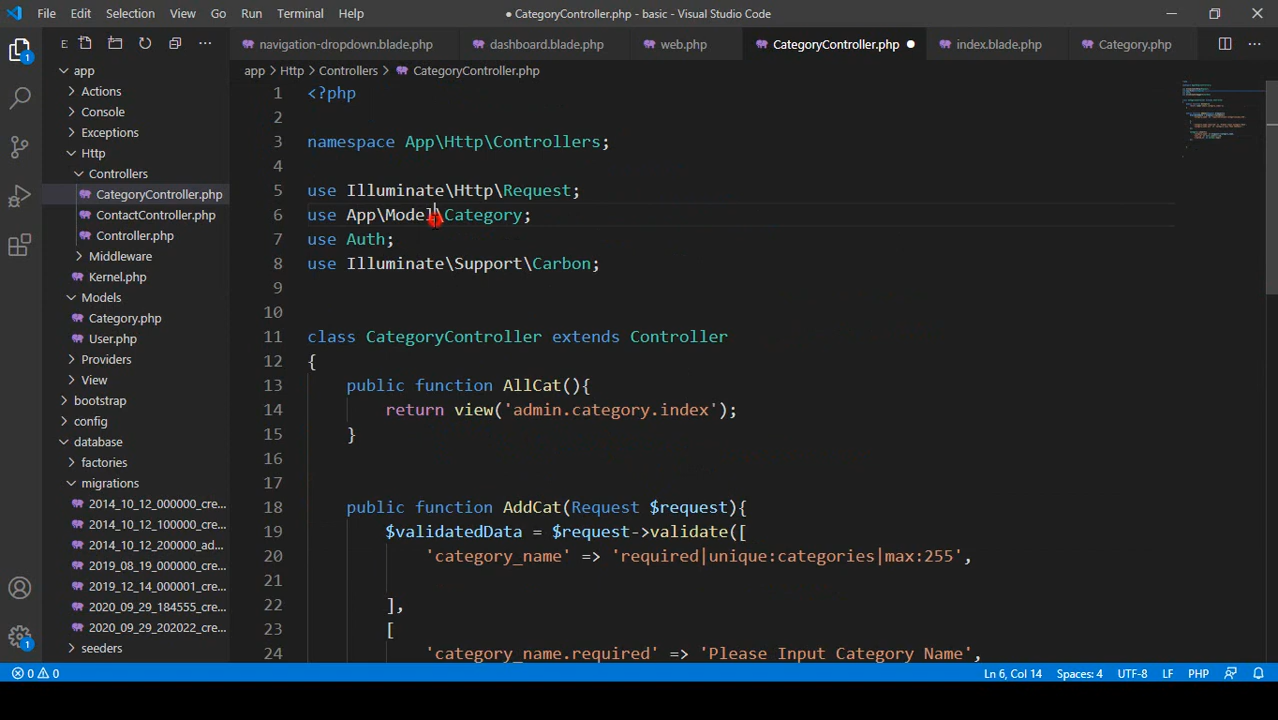 File Edit Selection View Go Run Terminal Help
● CategoryController.php - basic - Visual Studio Code
E
navigation-dropdown.blade.php dashboard.blade.php web.php CategoryController.php index.blade.php Category.php
app > Http > Controllers > CategoryController.php
app
Actions
Console
Exceptions
Http
Controllers
CategoryController.php
ContactController.php
Controller.php
Middleware
Kernel.php
Models
Category.php
User.php
Providers
View
bootstrap
config
database
factories
migrations
2014_10_12_000000_cre...
2014_10_12_100000_cre...
2014_10_12_200000_ad...
2019_08_19_000000_cre...
2019_12_14_000001_cre...
2020_09_29_184555_cre...
2020_09_29_202022_cre...
seeders
1 <?php
2
3 namespace App\Http\Controllers;
4
5 use Illuminate\Http\Request;
6 use App\Model\Category;
7 use Auth;
8 use Illuminate\Support\Carbon;
9
10
11 class CategoryController extends Controller
12 {
13 public function AllCat(){
14 return view('admin.category.index');
15 }
16
17
18 public function AddCat(Request $request){
19 $validatedData = $request->validate([
20 'category_name' => 'required|unique:categories|max:255',
21
22 ],
23 [
24 'category_name.required' => 'Please Input Category Name',
1
1
0 0 Ln 6, Col 14 Spaces: 4 UTF-8 LF PHP